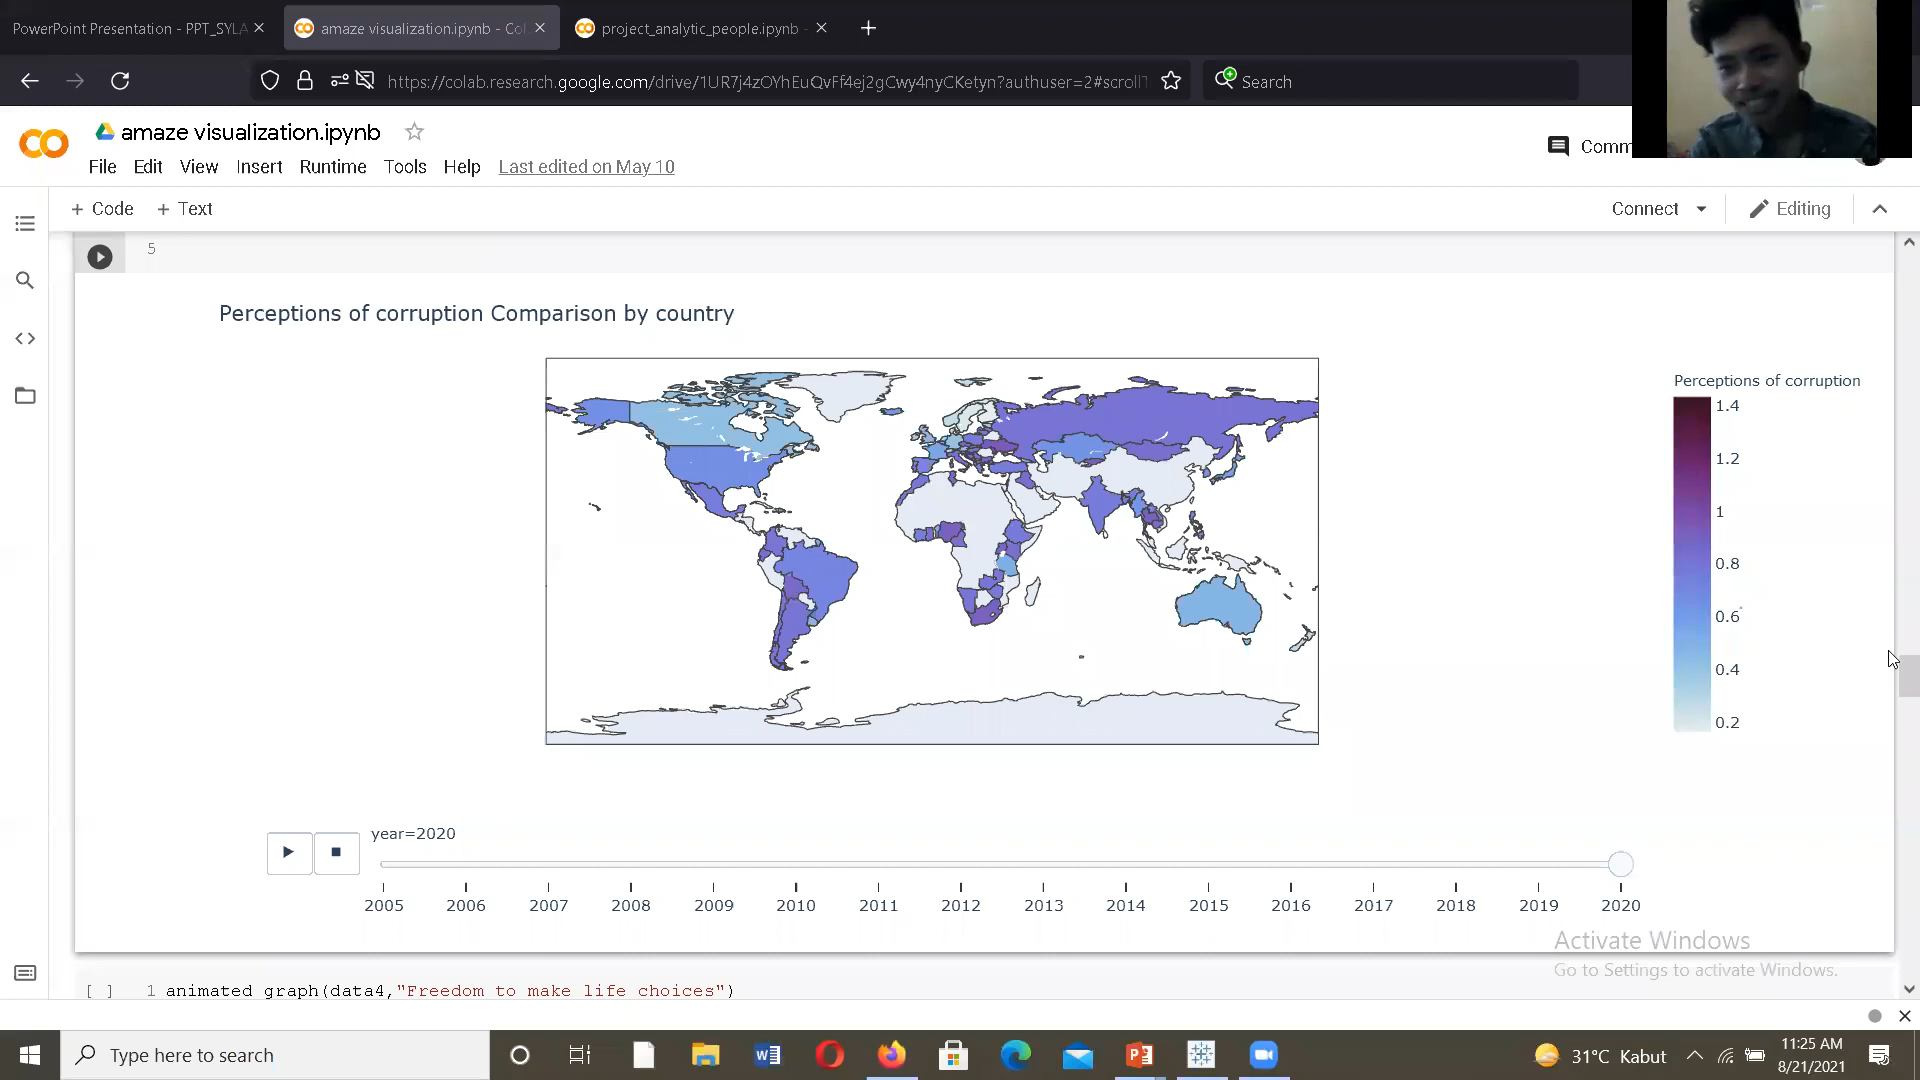 PowerPoint Presentation - PPT_SYLA
amaze visualization.ipynb - Col
project_analytic_people.ipynb -
https://colab.research.google.com/drive/1UR7j4zOYhEuQvFf4ej2gCwy4nyCKetyn?authuser=2#scrollT
Search
amaze visualization.ipynb
Comm
File Edit View Insert Runtime Tools Help Last edited on May 10
+ Code + Text
Connect
Editing
5
Perceptions of corruption Comparison by country
Perceptions of corruption
1.4
1.2
1
0.8
0.6
0.4
0.2
year=2020
2005 2006 2007 2008 2009 2010 2011 2012 2013 2014 2015 2016 2017 2018 2019 2020
Activate Windows
Go to Settings to activate Windows.
[ ] 1 animated_graph(data4,"Freedom to make life choices")
Type here to search
31°C Kabut
11:25 AM
8/21/2021